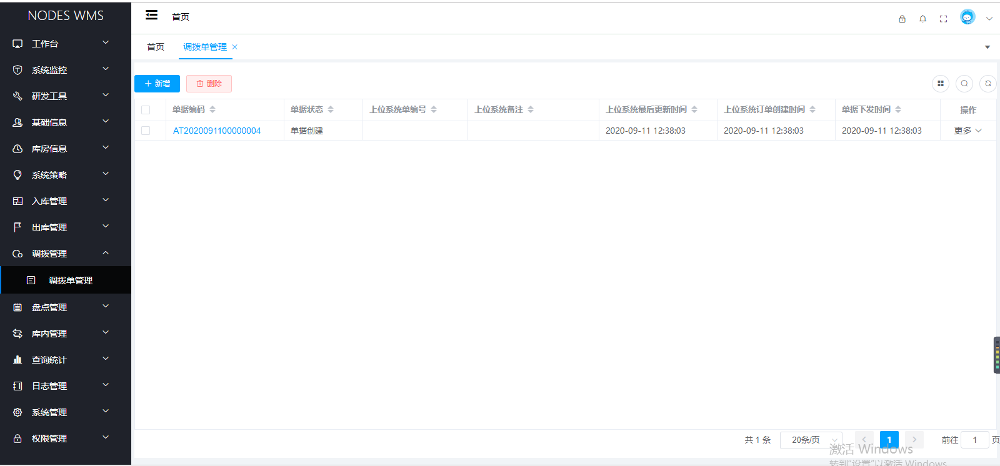 NODES WMS
首页
工作台
系统监控
研发工具
基础信息
库房信息
系统策略
入库管理
出库管理
调拨管理
调拨单管理
盘点管理
库内管理
查询统计
日志管理
系统管理
权限管理
首页 调拨单管理
新增 删除
单据编码 单据状态 上位系统单编号 上位系统备注 上位系统最后更新时间 上位系统订单创建时间 单据下发时间 操作
AT2020091100000004 单据创建 2020-09-11 12:38:03 2020-09-11 12:38:03 2020-09-11 12:38:03 更多
共 1 条 20条/页 1 前往 1 页
激活 Windows
转到"设置"以激活 Windows